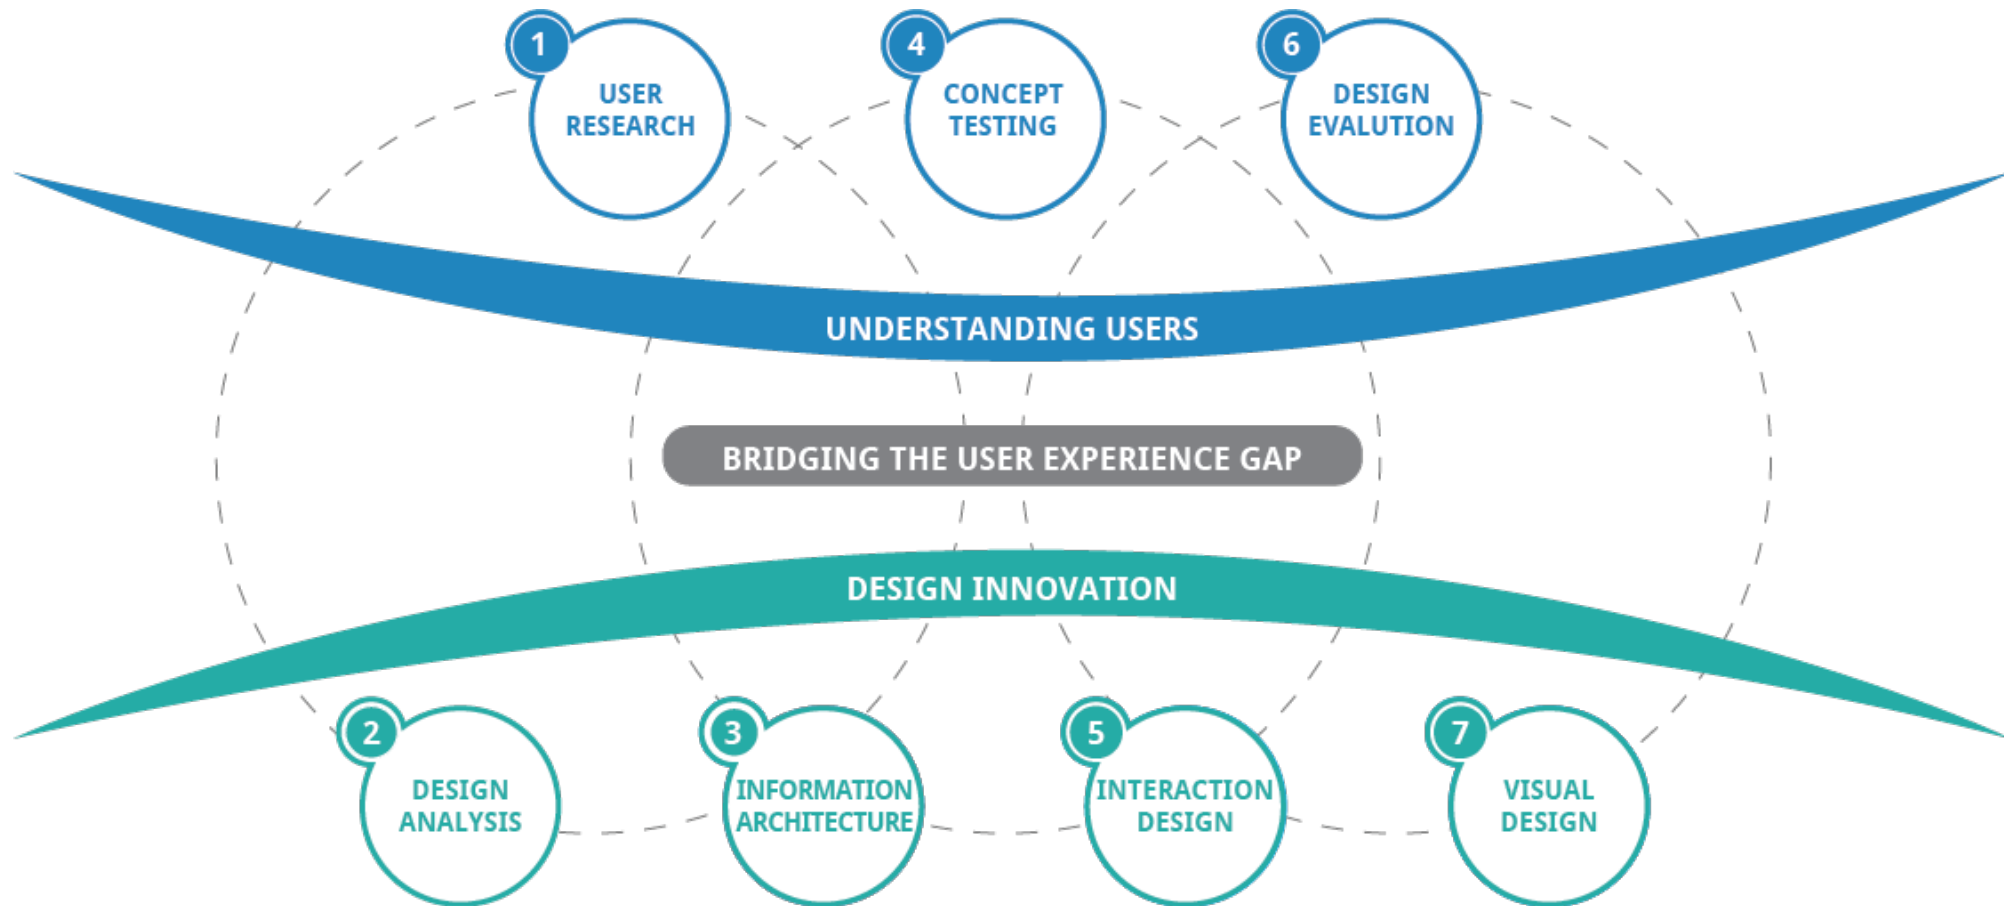 1
USER
RESEARCH
4
CONCEPT
TESTING
6
DESIGN
EVALUTION
UNDERSTANDING USERS
BRIDGING THE USER EXPERIENCE GAP
DESIGN INNOVATION
2
DESIGN
ANALYSIS
3
INFORMATION
ARCHITECTURE
5
INTERACTION
DESIGN
7
VISUAL
DESIGN